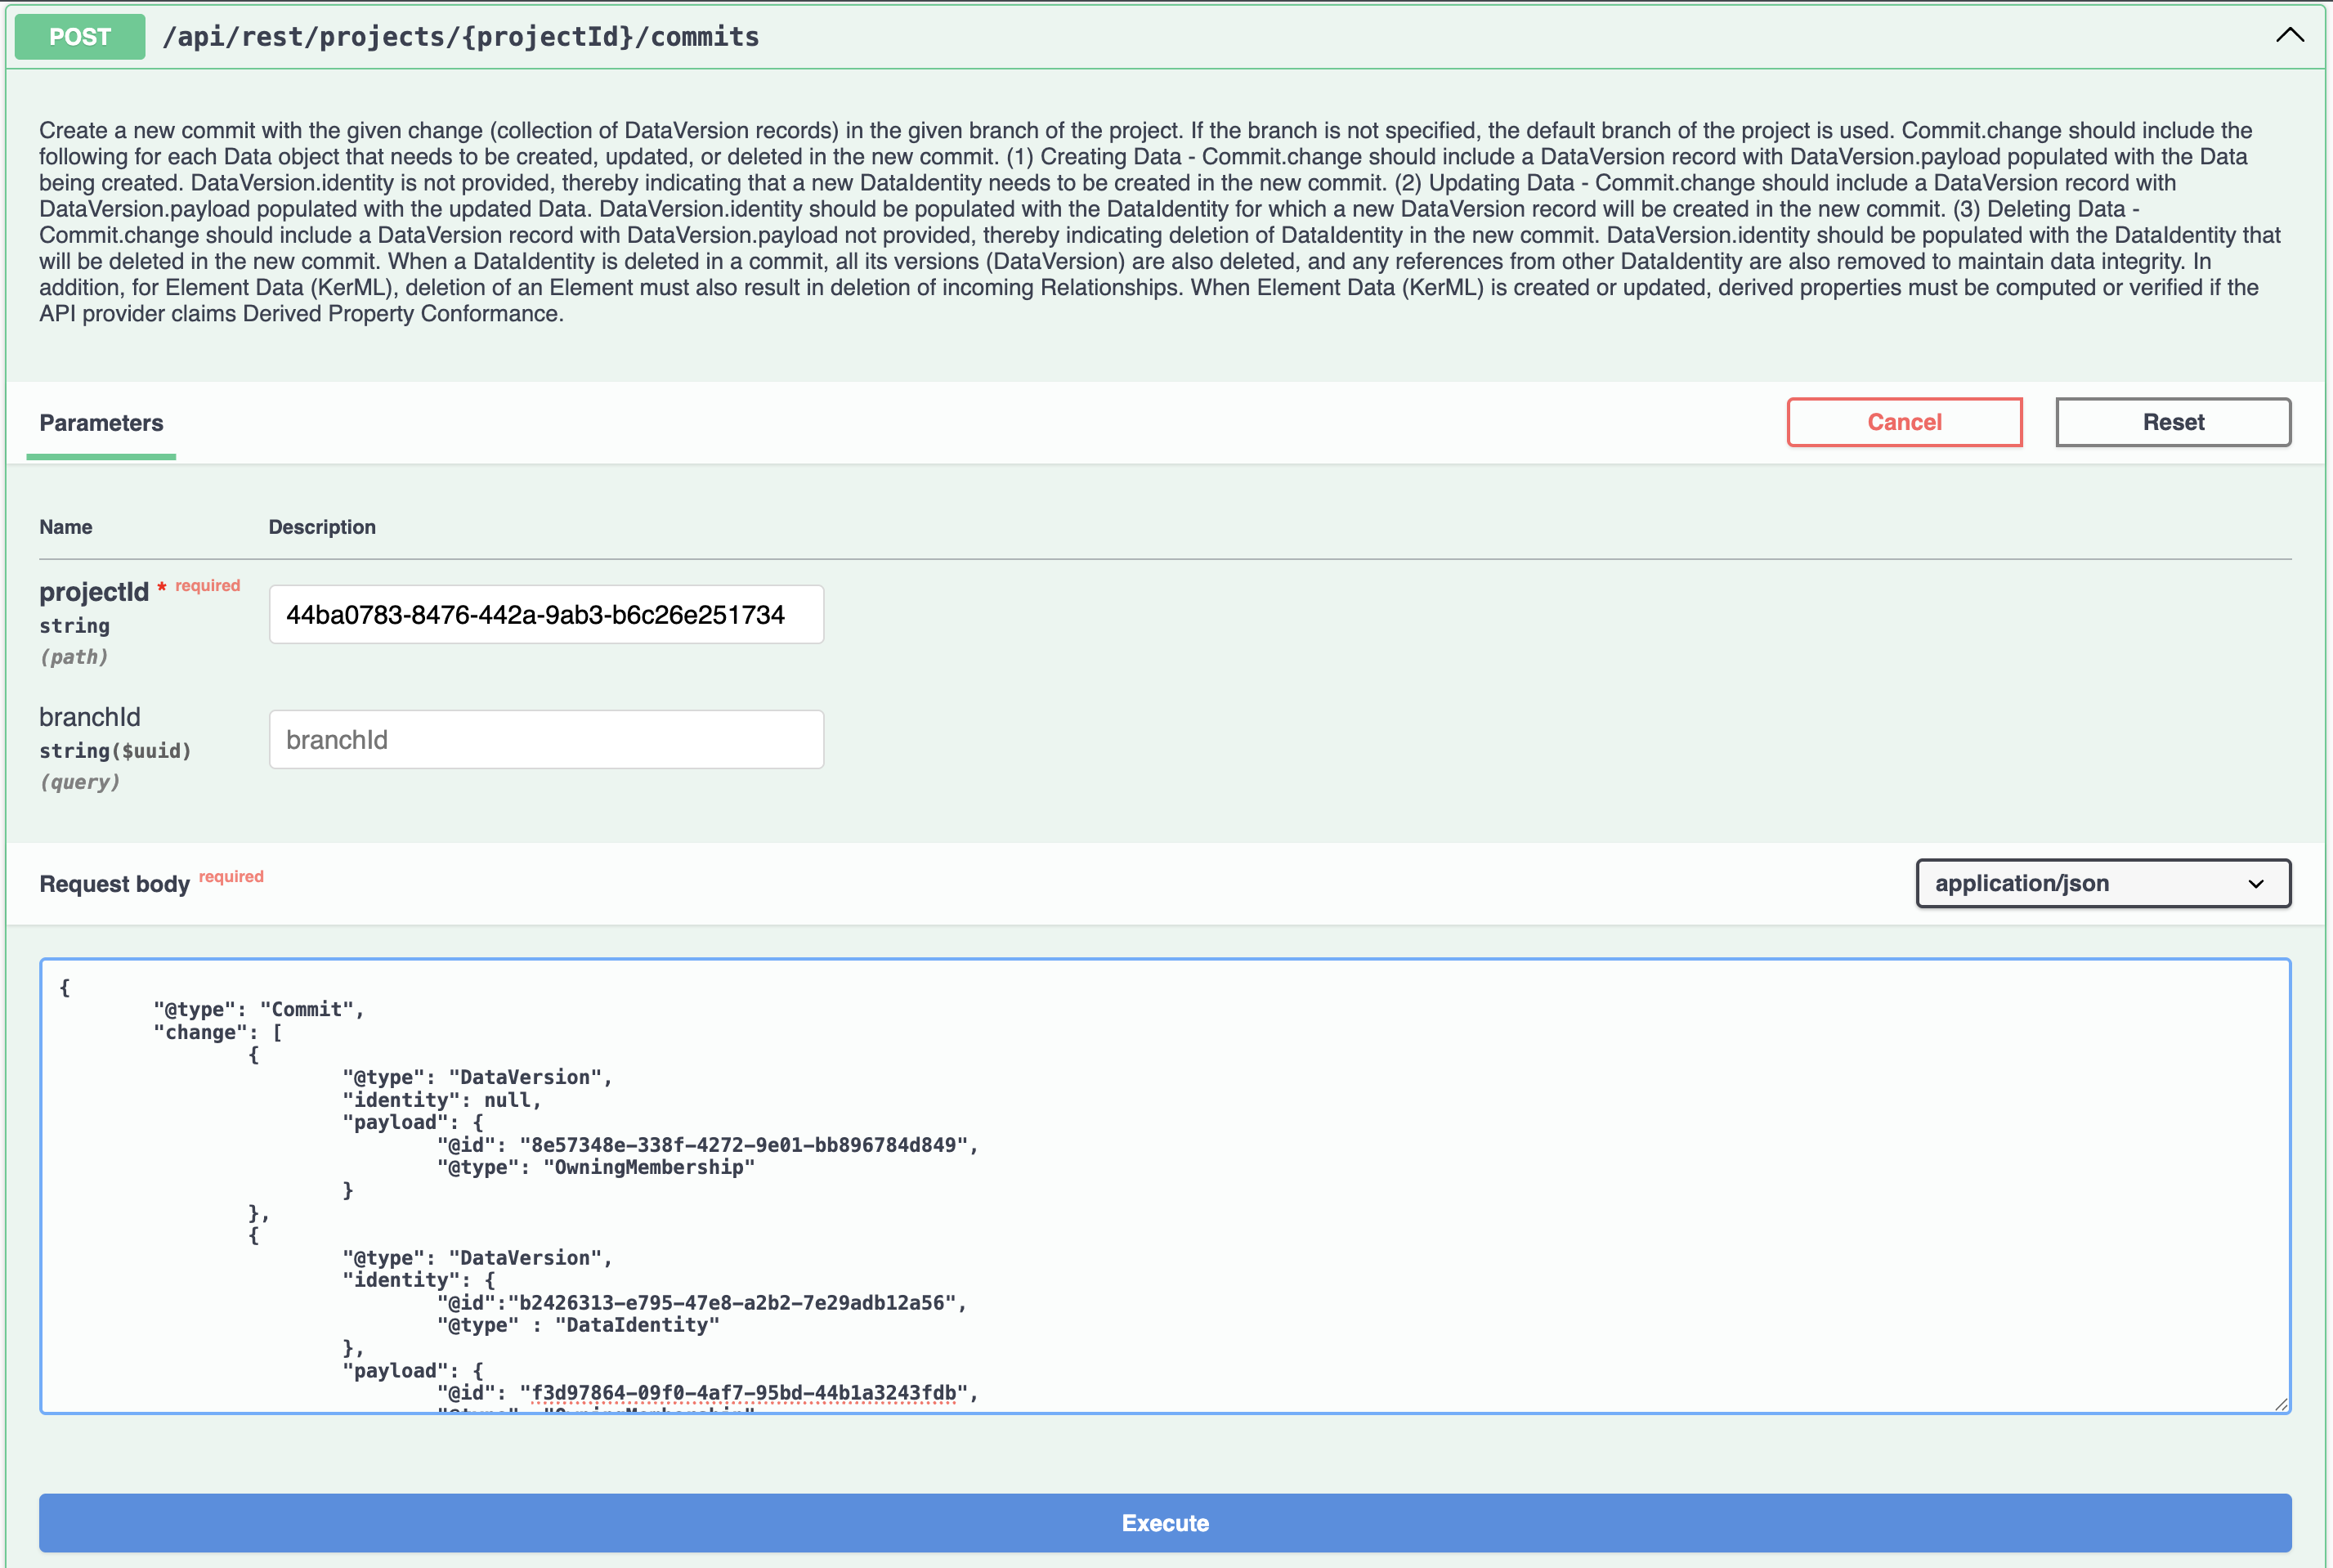 POST /api/rest/projects/{projectId}/commits
Create a new commit with the given change (collection of DataVersion records) in the given branch of the project. If the branch is not specified, the default branch of the project is used. Commit.change should include the
following for each Data object that needs to be created, updated, or deleted in the new commit. (1) Creating Data - Commit.change should include a DataVersion record with DataVersion.payload populated with the Data
being created. DataVersion.identity is not provided, thereby indicating that a new DataIdentity needs to be created in the new commit. (2) Updating Data - Commit.change should include a DataVersion record with
DataVersion.payload populated with the updated Data. DataVersion.identity should be populated with the DataIdentity for which a new DataVersion record will be created in the new commit. (3) Deleting Data -
Commit.change should include a DataVersion record with DataVersion.payload not provided, thereby indicating deletion of DataIdentity in the new commit. DataVersion.identity should be populated with the DataIdentity that
will be deleted in the new commit. When a DataIdentity is deleted in a commit, all its versions (DataVersion) are also deleted, and any references from other DataIdentity are also removed to maintain data integrity. In
addition, for Element Data (KerML), deletion of an Element must also result in deletion of incoming Relationships. When Element Data (KerML) is created or updated, derived properties must be computed or verified if the
API provider claims Derived Property Conformance.
Parameters Cancel Reset
Name Description
projectId * required
string
(path)
44ba0783-8476-442a-9ab3-b6c26e251734
branchId
string($uuid)
(query)
branchId
Request body required application/json
{
"@type": "Commit",
"change": [
{
"@type": "DataVersion",
"identity": null,
"payload": {
"@id": "8e57348e-338f-4272-9e01-bb896784d849",
"@type": "OwningMembership"
}
},
{
"@type": "DataVersion",
"identity": {
"@id":"b2426313-e795-47e8-a2b2-7e29adb12a56",
"@type" : "DataIdentity"
},
"payload": {
"@id": "f3d97864-09f0-4af7-95bd-44b1a3243fdb",
Execute